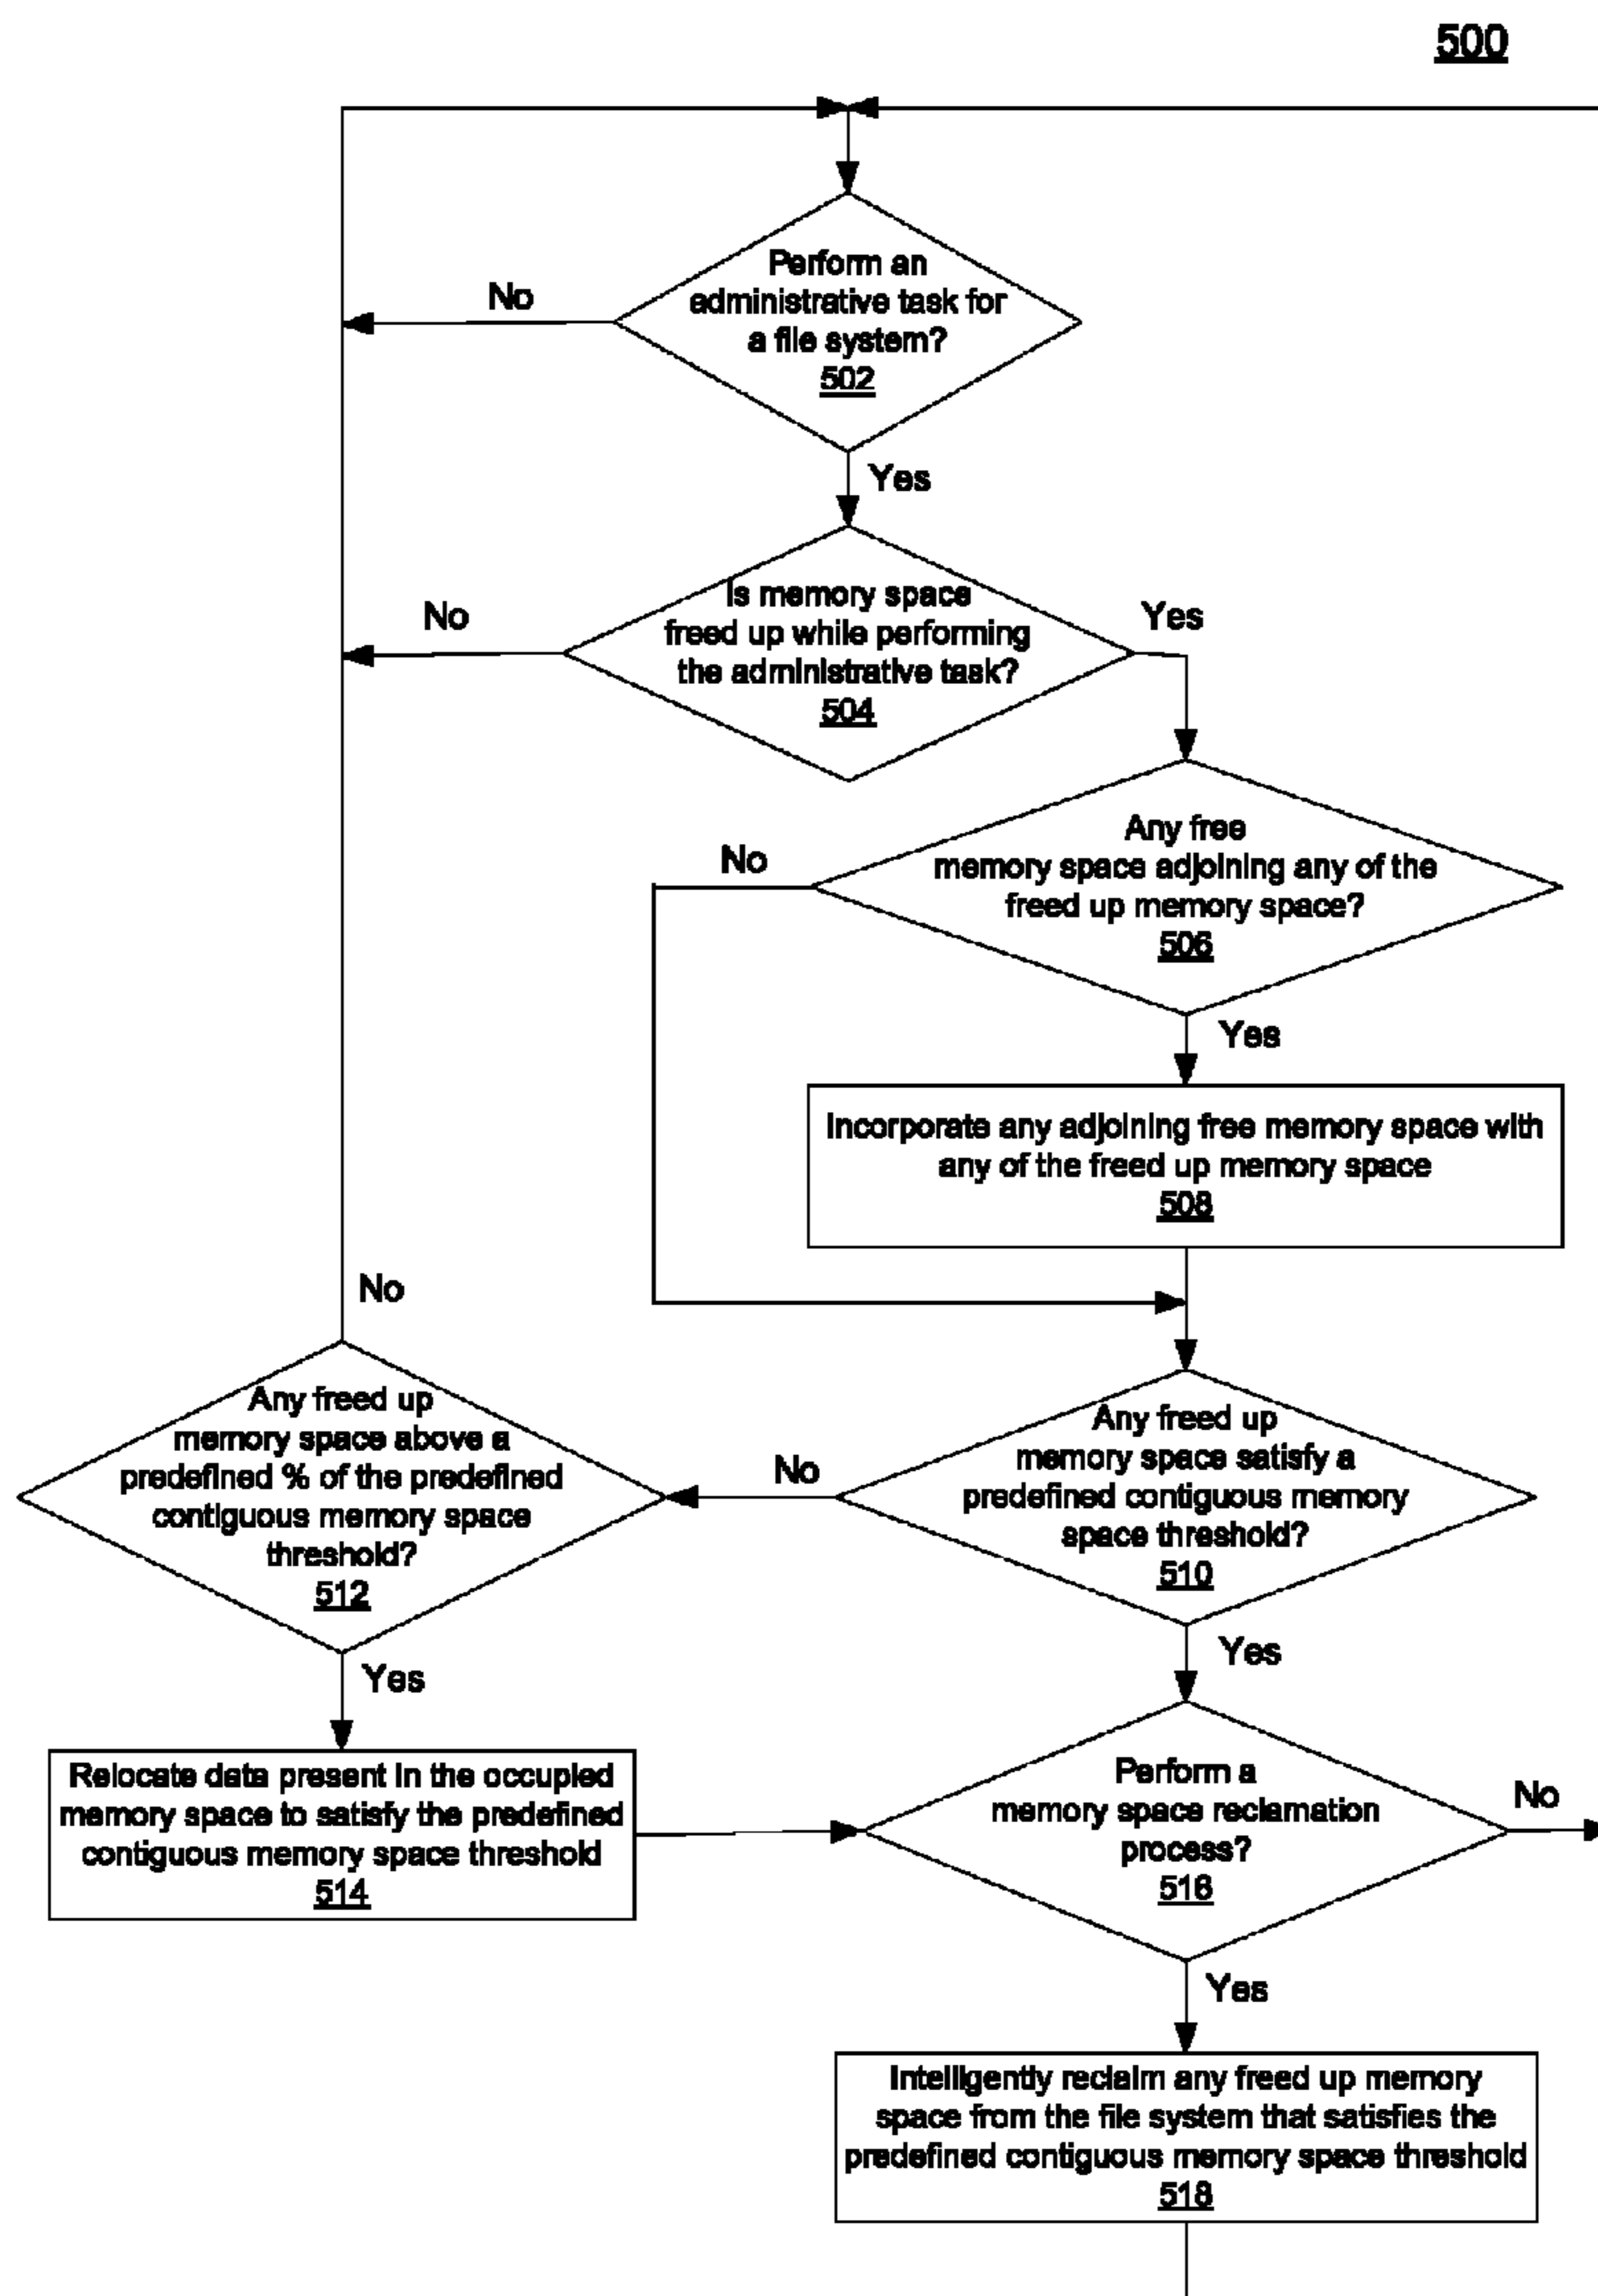 500
Perform an
administrative task for
a file system?
502
No
Yes
Is memory space
freed up while performing
the administrative task?
504
No
Yes
Any free
memory space adjoining any of the
freed up memory space?
506
No
Yes
Incorporate any adjoining free memory space with
any of the freed up memory space
508
No
Any freed up
memory space above a
predefined % of the predefined
contiguous memory space
threshold?
512
No
Any freed up
memory space satisfy a
predefined contiguous memory
space threshold?
510
Yes
Yes
Relocate data present in the occupied
memory space to satisfy the predefined
contiguous memory space threshold
514
Perform a
memory space reclamation
process?
516
No
Yes
Intelligently reclaim any freed up memory
space from the file system that satisfies the
predefined contiguous memory space threshold
518